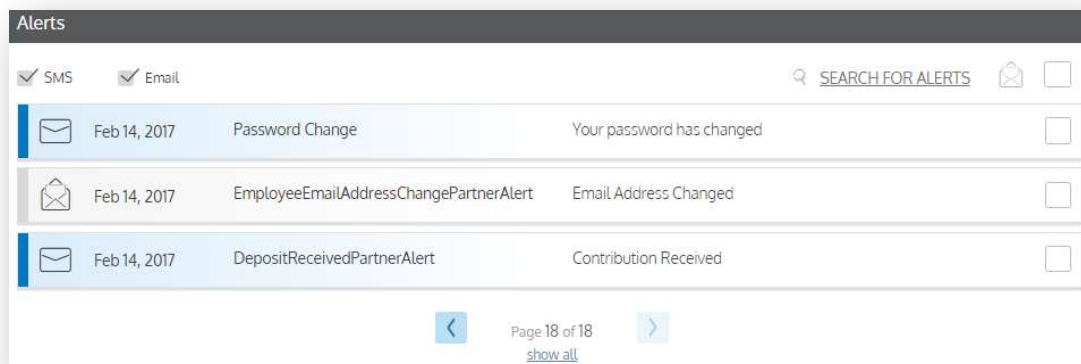 Alerts
SMS Email SEARCH FOR ALERTS
Feb 14, 2017 Password Change Your password has changed
Feb 14, 2017 EmployeeEmailAddressChangePartnerAlert Email Address Changed
Feb 14, 2017 DepositReceivedPartnerAlert Contribution Received
Page 18 of 18
show all